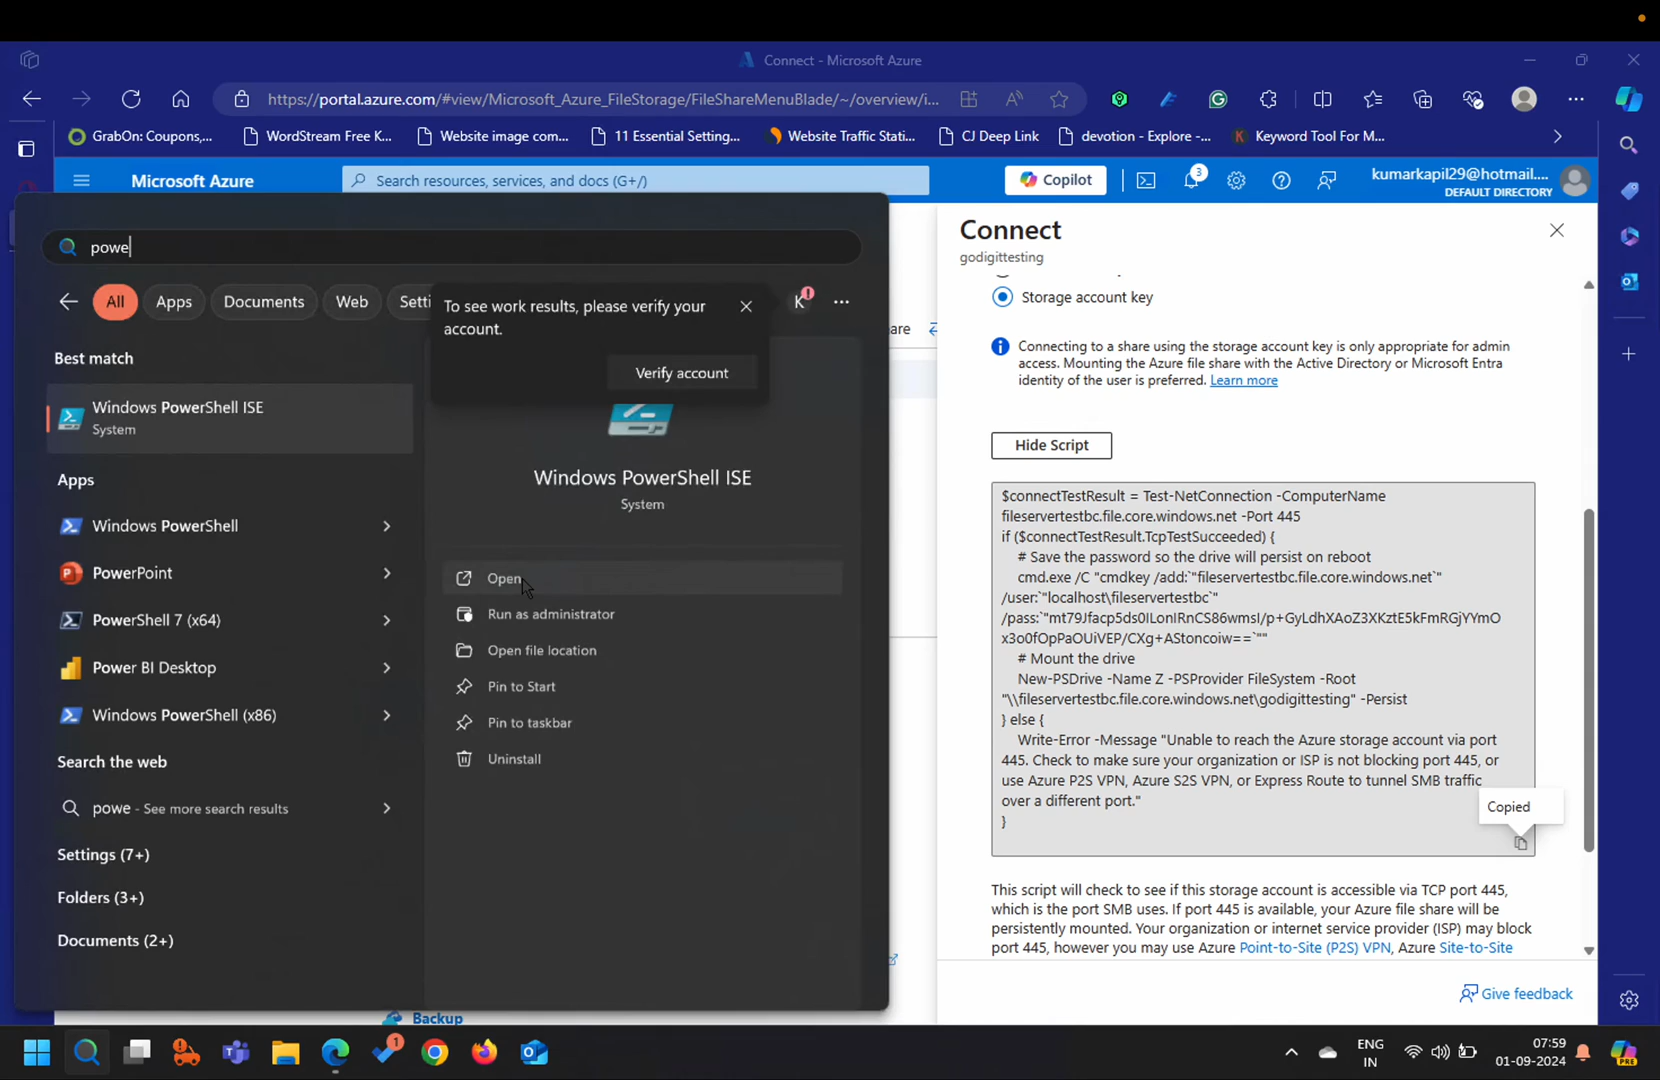 Connect - Microsoft Azure
https://portal.azure.com/#view/Microsoft_Azure_FileStorage/FileShareMenuBlade/~/overview/i...
GrabOn: Coupons,...
WordStream Free K...
Website image com...
11 Essential Setting...
Website Traffic Stati...
CJ Deep Link
devotion - Explore -...
Keyword Tool For M...
Microsoft Azure
Search resources, services, and docs (G+/)
Copilot
3
kumarkapil29@hotmail....
DEFAULT DIRECTORY
powe
All
Apps
Documents
Web
Setti
To see work results, please verify your
account.
Verify account
K
Best match
Windows PowerShell ISE
System
Apps
Windows PowerShell
PowerPoint
PowerShell 7 (x64)
Power BI Desktop
Windows PowerShell (x86)
Search the web
powe - See more search results
Settings (7+)
Folders (3+)
Documents (2+)
Windows PowerShell ISE
System
Open
Run as administrator
Open file location
Pin to Start
Pin to taskbar
Uninstall
are
Backup
Connect
godigittesting
Storage account key
Connecting to a share using the storage account key is only appropriate for admin
access. Mounting the Azure file share with the Active Directory or Microsoft Entra
identity of the user is preferred. Learn more
Hide Script
$connectTestResult = Test-NetConnection -ComputerName
fileservertestbc.file.core.windows.net -Port 445
if ($connectTestResult.TcpTestSucceeded) {
# Save the password so the drive will persist on reboot
cmd.exe /C "cmdkey /add:`"fileservertestbc.file.core.windows.net`"
/user:`"localhost\fileservertestbc`"
/pass:`"mt79Jfacp5ds0ILonIRnCS86wmsI/p+GyLdhXAoZ3XKztE5kFmRGjYYmO
x3o0fOpPaOUiVEP/CXg+AStoncoiw==`""
# Mount the drive
New-PSDrive -Name Z -PSProvider FileSystem -Root
"\\fileservertestbc.file.core.windows.net\godigittesting" -Persist
} else {
Write-Error -Message "Unable to reach the Azure storage account via port
445. Check to make sure your organization or ISP is not blocking port 445, or
use Azure P2S VPN, Azure S2S VPN, or Express Route to tunnel SMB traffic
over a different port."
}
Copied
This script will check to see if this storage account is accessible via TCP port 445,
which is the port SMB uses. If port 445 is available, your Azure file share will be
persistently mounted. Your organization or internet service provider (ISP) may block
port 445, however you may use Azure Point-to-Site (P2S) VPN, Azure Site-to-Site
Give feedback
1
ENG
IN
07:59
01-09-2024
PRE